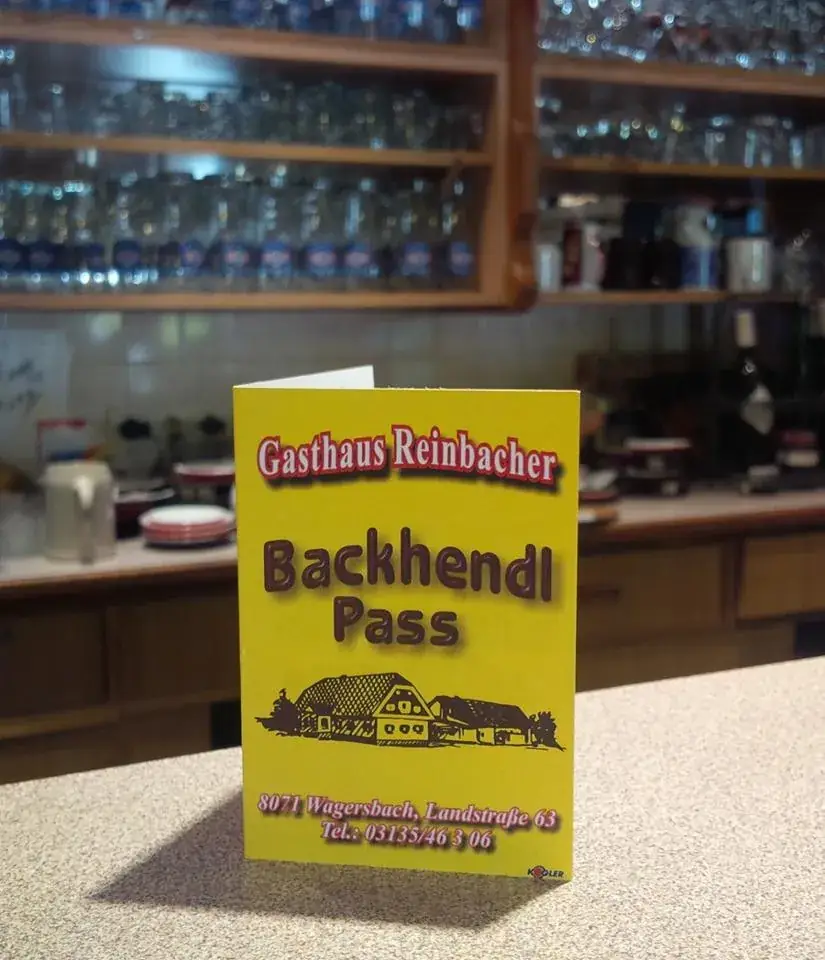 Gasthaus Reinbacher
Backhendl
Pass
8071 Wagersbach, Landstraße 63
Tel.: 03135/46 3 06
KOGLER